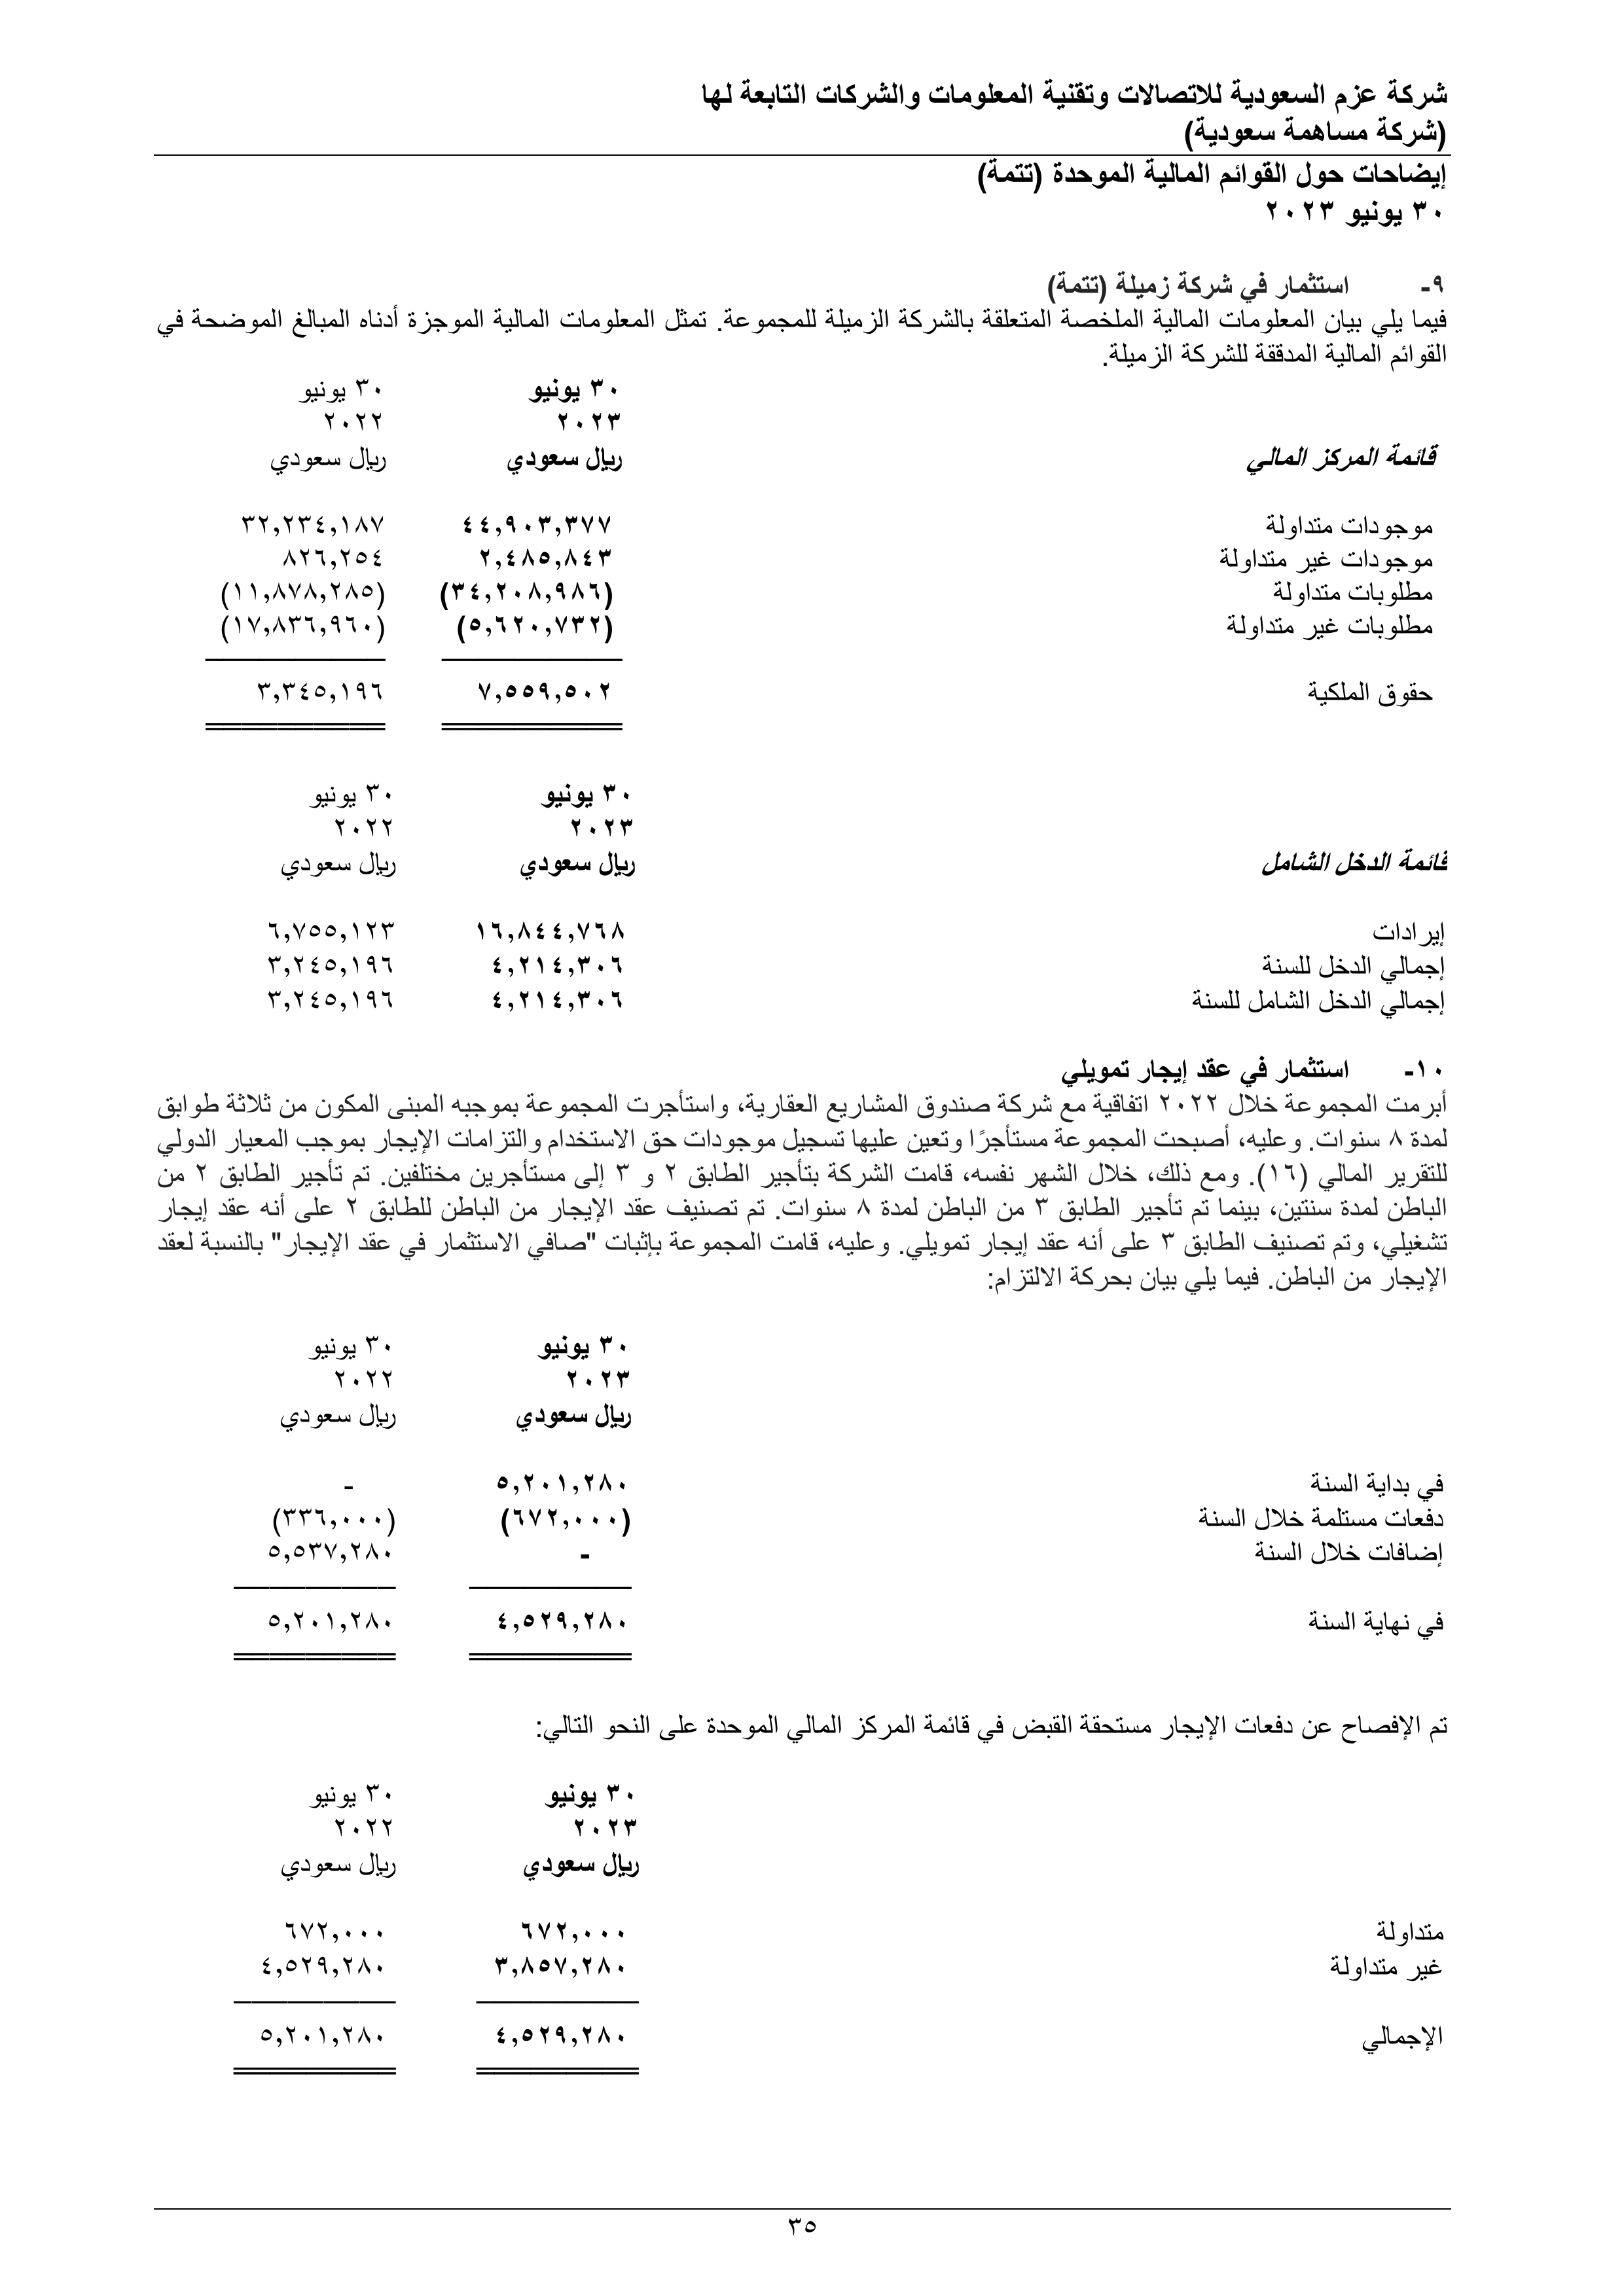 شركة عزم السعودية للاتصالات وتقنية المعلومات والشركات التابعة لها
(شركة مساهمة سعودية)
إيضاحات حول القوائم المالية الموحدة (تتمة)
٣٠ يونيو ٢٠٢٣
٩- استثمار في شركة زميلة (تتمة)
فيما يلي بيان المعلومات المالية الملخصة المتعلقة بالشركة الزميلة للمجموعة. تمثل المعلومات المالية الموجزة أدناه المبالغ الموضحة في
القوائم المالية المدققة للشركة الزميلة.
٣٠ يونيو ٣٠ يونيو
٢٠٢٣ ٢٠٢٢
قائمة المركز المالي ريال سعودي ريال سعودي
موجودات متداولة ٤٤,٩٠٣,٣٧٧ ٣٢,٢٣٤,١٨٧
موجودات غير متداولة ٢,٤٨٥,٨٤٣ ٨٢٦,٢٥٤
مطلوبات متداولة (٣٤,٢٠٨,٩٨٦) (١١,٨٧٨,٢٨٥)
مطلوبات غير متداولة (٥,٦٢٠,٧٣٢) (١٧,٨٣٦,٩٦٠)
حقوق الملكية ٧,٥٥٩,٥٠٢ ٣,٣٤٥,١٩٦
٣٠ يونيو ٣٠ يونيو
٢٠٢٣ ٢٠٢٢
قائمة الدخل الشامل ريال سعودي ريال سعودي
إيرادات ١٦,٨٤٤,٧٦٨ ٦,٧٥٥,١٢٣
إجمالي الدخل للسنة ٤,٢١٤,٣٠٦ ٣,٢٤٥,١٩٦
إجمالي الدخل الشامل للسنة ٤,٢١٤,٣٠٦ ٣,٢٤٥,١٩٦
١٠- استثمار في عقد إيجار تمويلي
أبرمت المجموعة خلال ٢٠٢٢ اتفاقية مع شركة صندوق المشاريع العقارية، واستأجرت المجموعة بموجبه المبنى المكون من ثلاثة طوابق
لمدة ٨ سنوات. وعليه، أصبحت المجموعة مستأجرًا وتعين عليها تسجيل موجودات حق الاستخدام والتزامات الإيجار بموجب المعيار الدولي
للتقرير المالي (١٦). ومع ذلك، خلال الشهر نفسه، قامت الشركة بتأجير الطابق ٢ و ٣ إلى مستأجرين مختلفين. تم تأجير الطابق ٢ من
الباطن لمدة سنتين، بينما تم تأجير الطابق ٣ من الباطن لمدة ٨ سنوات. تم تصنيف عقد الإيجار من الباطن للطابق ٢ على أنه عقد إيجار
تشغيلي، وتم تصنيف الطابق ٣ على أنه عقد إيجار تمويلي. وعليه، قامت المجموعة بإثبات "صافي الاستثمار في عقد الإيجار" بالنسبة لعقد
الإيجار من الباطن. فيما يلي بيان بحركة الالتزام:
٣٠ يونيو ٣٠ يونيو
٢٠٢٣ ٢٠٢٢
ريال سعودي ريال سعودي
في بداية السنة ٥,٢٠١,٢٨٠ -
دفعات مستلمة خلال السنة (٦٧٢,٠٠٠) (٣٣٦,٠٠٠)
إضافات خلال السنة - ٥,٥٣٧,٢٨٠
في نهاية السنة ٤,٥٢٩,٢٨٠ ٥,٢٠١,٢٨٠
تم الإفصاح عن دفعات الإيجار مستحقة القبض في قائمة المركز المالي الموحدة على النحو التالي:
٣٠ يونيو ٣٠ يونيو
٢٠٢٣ ٢٠٢٢
ريال سعودي ريال سعودي
متداولة ٦٧٢,٠٠٠ ٦٧٢,٠٠٠
غير متداولة ٣,٨٥٧,٢٨٠ ٤,٥٢٩,٢٨٠
الإجمالي ٤,٥٢٩,٢٨٠ ٥,٢٠١,٢٨٠
٣٥